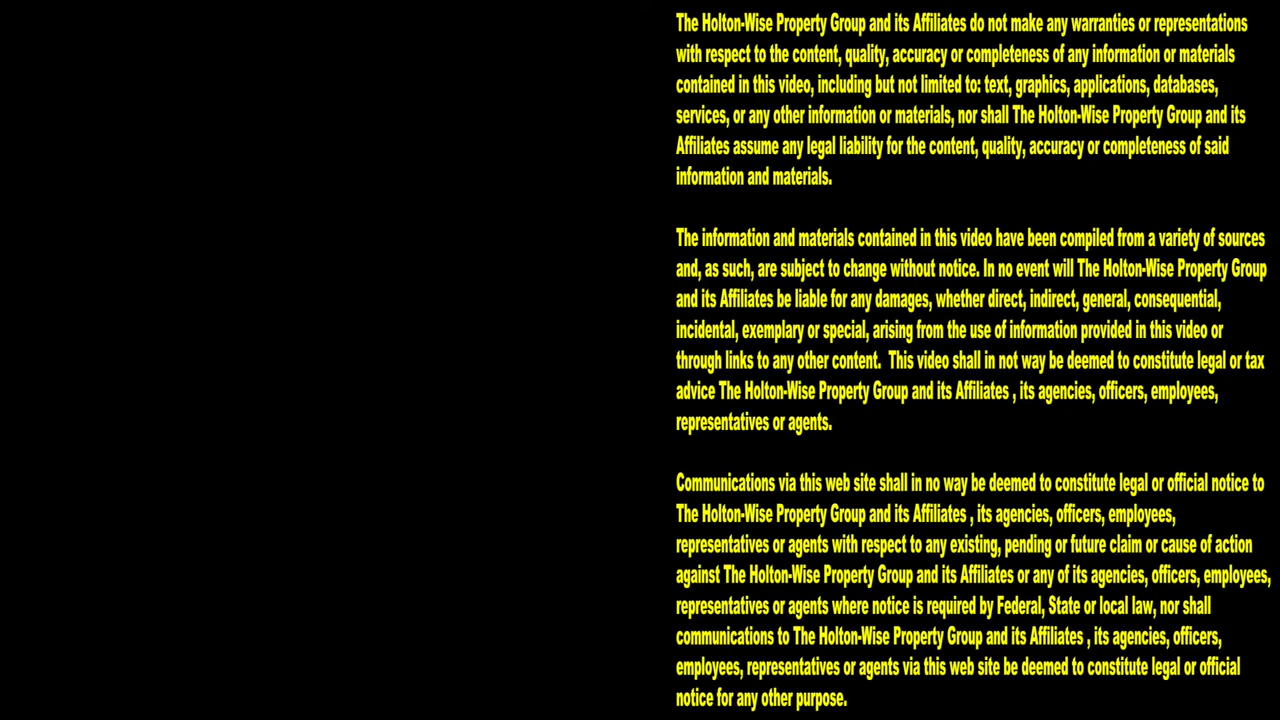 The Holton-Wise Property Group and its Affiliates do not make any warranties or representations
with respect to the content, quality, accuracy or completeness of any information or materials
contained in this video, including but not limited to: text, graphics, applications, databases,
services, or any other information or materials, nor shall The Holton-Wise Property Group and its
Affiliates assume any legal liability for the content, quality, accuracy or completeness of said
information and materials.
The information and materials contained in this video have been compiled from a variety of sources
and, as such, are subject to change without notice. In no event will The Holton-Wise Property Group
and its Affiliates be liable for any damages, whether direct, indirect, general, consequential,
incidental, exemplary or special, arising from the use of information provided in this video or
through links to any other content.  This video shall in not way be deemed to constitute legal or tax
advice The Holton-Wise Property Group and its Affiliates , its agencies, officers, employees,
representatives or agents.
Communications via this web site shall in no way be deemed to constitute legal or official notice to
The Holton-Wise Property Group and its Affiliates , its agencies, officers, employees,
representatives or agents with respect to any existing, pending or future claim or cause of action
against The Holton-Wise Property Group and its Affiliates or any of its agencies, officers, employees,
representatives or agents where notice is required by Federal, State or local law, nor shall
communications to The Holton-Wise Property Group and its Affiliates , its agencies, officers,
employees, representatives or agents via this web site be deemed to constitute legal or official
notice for any other purpose.